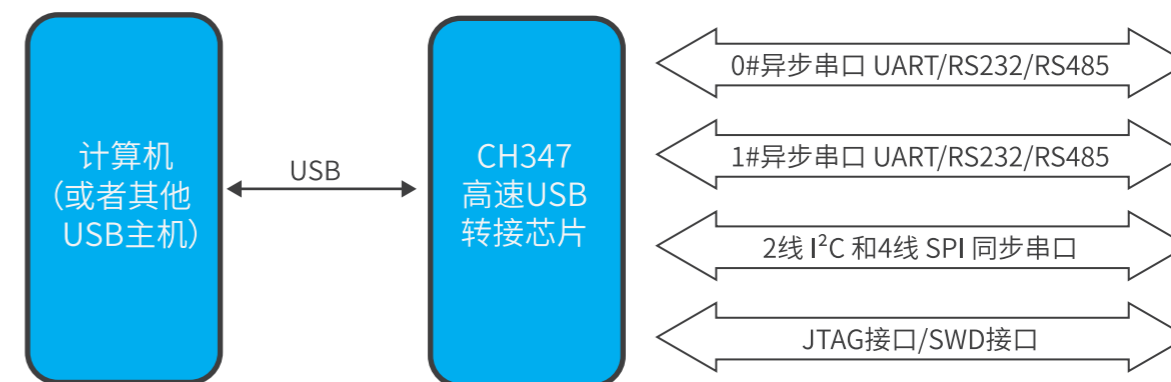 计算机
（或者其他
USB主机）
USB
CH347
高速USB
转接芯片
0#异步串口 UART/RS232/RS485
1#异步串口 UART/RS232/RS485
2线 I²C 和4线 SPI 同步串口
JTAG接口/SWD接口